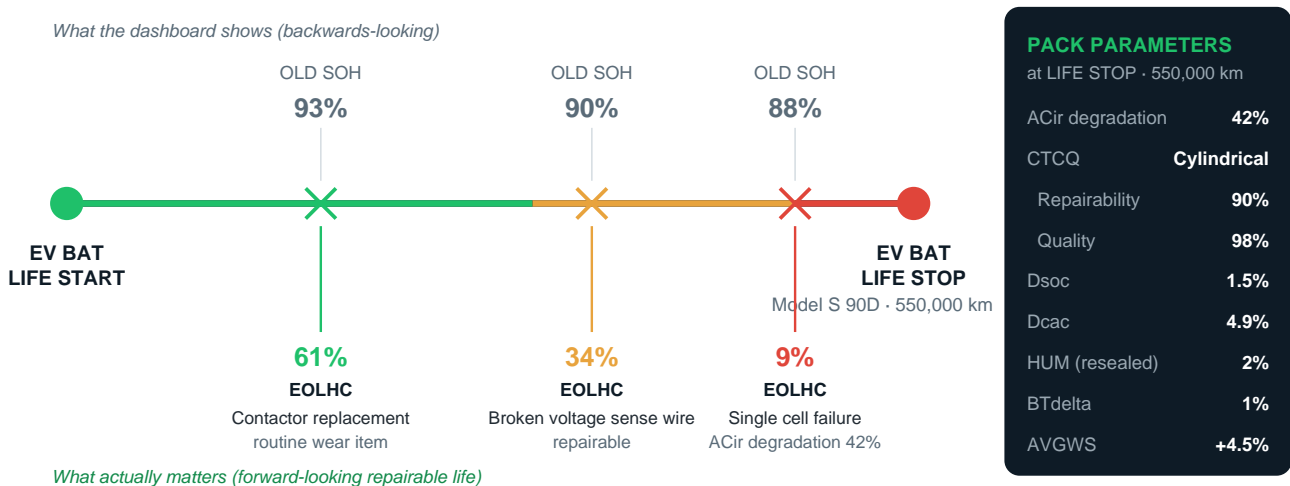 What the dashboard shows (backwards-looking)
OLD SOH
93%
OLD SOH
90%
OLD SOH
88%
EV BAT
LIFE START
EV BAT
LIFE STOP
Model S 90D · 550,000 km
61%
EOLHC
Contactor replacement
routine wear item
34%
EOLHC
Broken voltage sense wire
repairable
9%
EOLHC
Single cell failure
ACir degradation 42%
What actually matters (forward-looking repairable life)
PACK PARAMETERS
at LIFE STOP · 550,000 km
ACir degradation 42%
CTCQ Cylindrical
Repairability 90%
Quality 98%
Dsoc 1.5%
Dcac 4.9%
HUM (resealed) 2%
BTdelta 1%
AVGWS +4.5%